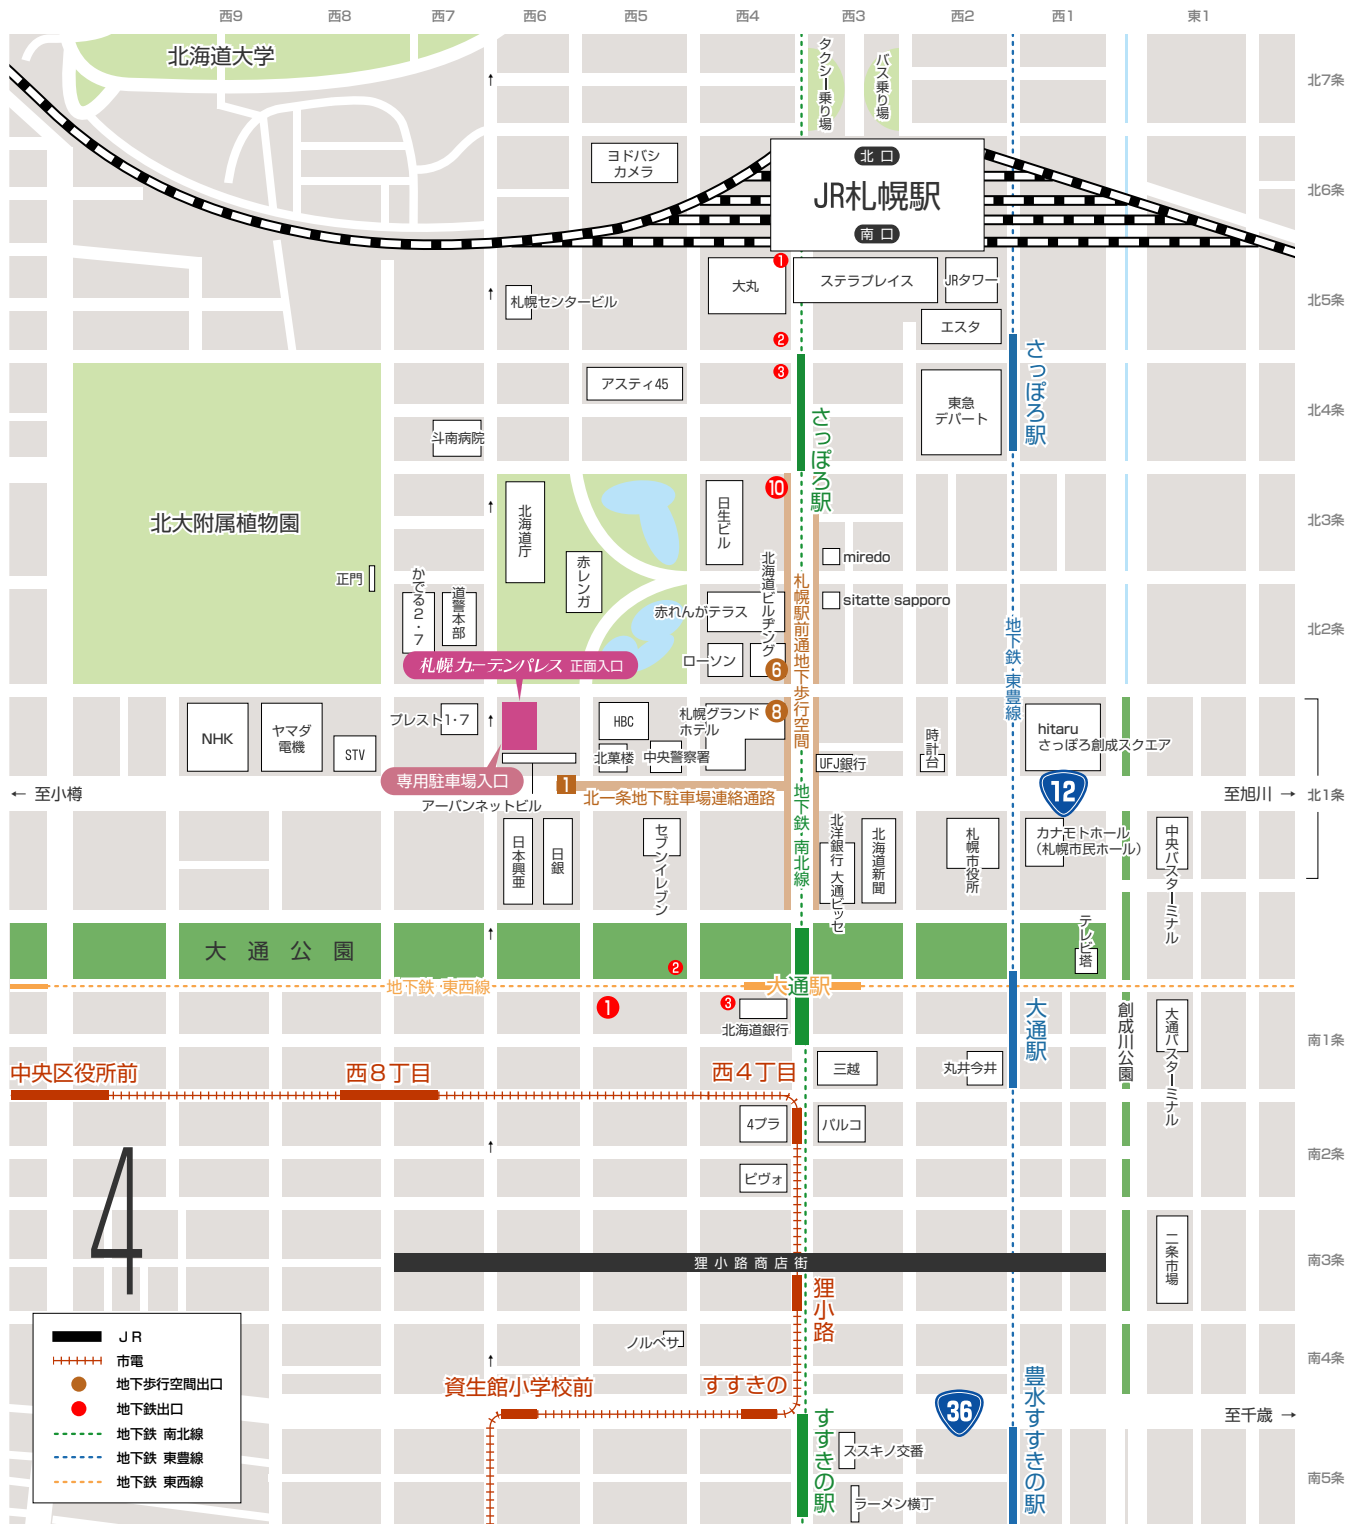 西9
西8
西7
西6
西5
西4
西3
西2
西1
東1
北海道大学
タクシー乗り場
バス乗り場
北7条
ヨドバシ
カメラ
北口
JR札幌駅
南口
北6条
1
大丸
ステラプレイス
JRタワー
札幌センタービル
北5条
エスタ
2
3
さっぽろ駅
アスティ45
東急
デパート
さっぽろ駅
北4条
斗南病院
10
北大附属植物園
北海道庁
日生ビル
北3条
赤レンガ
北海道ビルヂング
miredo
正門
かでる2・7
道警本部
札幌駅前通地下歩行空間
sitatte sapporo
赤れんがテラス
地下鉄 東豊線
北2条
ローソン
札幌ガーデンパレス 正面入口
6
NHK
ヤマダ
電機
STV
プレスト1・7
HBC
札幌グランド
ホテル
8
hitaru
さっぽろ創成スクエア
時計台
北菓楼
中央警察署
UFJ銀行
専用駐車場入口
1
12
← 至小樽
アーバンネットビル
北一条地下駐車場連絡通路
至旭川 →
北1条
地下鉄 南北線
日本興亜
日銀
セブンイレブン
北洋銀行 大通ビッセ
北海道新聞
札幌市役所
カナモトホール
(札幌市民ホール)
中央バスターミナル
大通公園
テレビ塔
2
地下鉄 東西線
大通駅
1
3
北海道銀行
大通駅
創成川公園
大通バスターミナル
南1条
中央区役所前
西8丁目
西4丁目
三越
丸井今井
4プラ
パルコ
南2条
ピヴォ
4
狸小路商店街
二条市場
南3条
狸小路
ノルベサ
南4条
資生館小学校前
すすきの
36
豊水すすきの駅
すすきの駅
至千歳 →
ススキノ交番
南5条
ラーメン横丁
JR
市電
地下歩行空間出口
地下鉄出口
地下鉄 南北線
地下鉄 東豊線
地下鉄 東西線